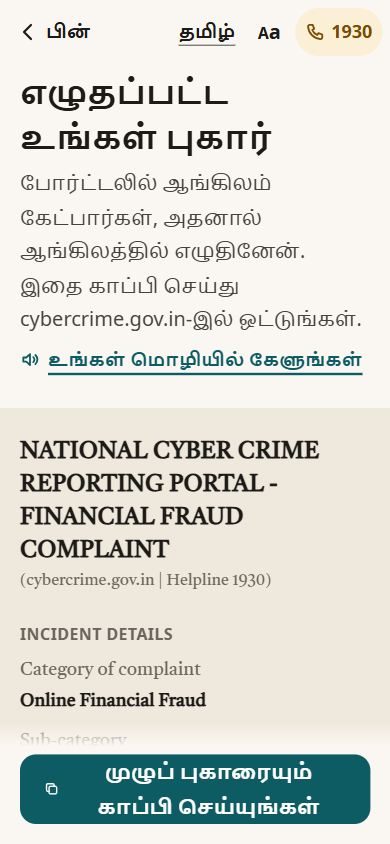 பின்
தமிழ்
Aa
1930
எழுதப்பட்ட
உங்கள் புகார்
போர்ட்டலில் ஆங்கிலம்
கேட்பார்கள், அதனால்
ஆங்கிலத்தில் எழுதினேன்.
இதை காப்பி செய்து
cybercrime.gov.in-இல் ஒட்டுங்கள்.
உங்கள் மொழியில் கேளுங்கள்
NATIONAL CYBER CRIME
REPORTING PORTAL -
FINANCIAL FRAUD
COMPLAINT
(cybercrime.gov.in | Helpline 1930)
INCIDENT DETAILS
Category of complaint
Online Financial Fraud
Sub-category
முழுப் புகாரையும்
காப்பி செய்யுங்கள்